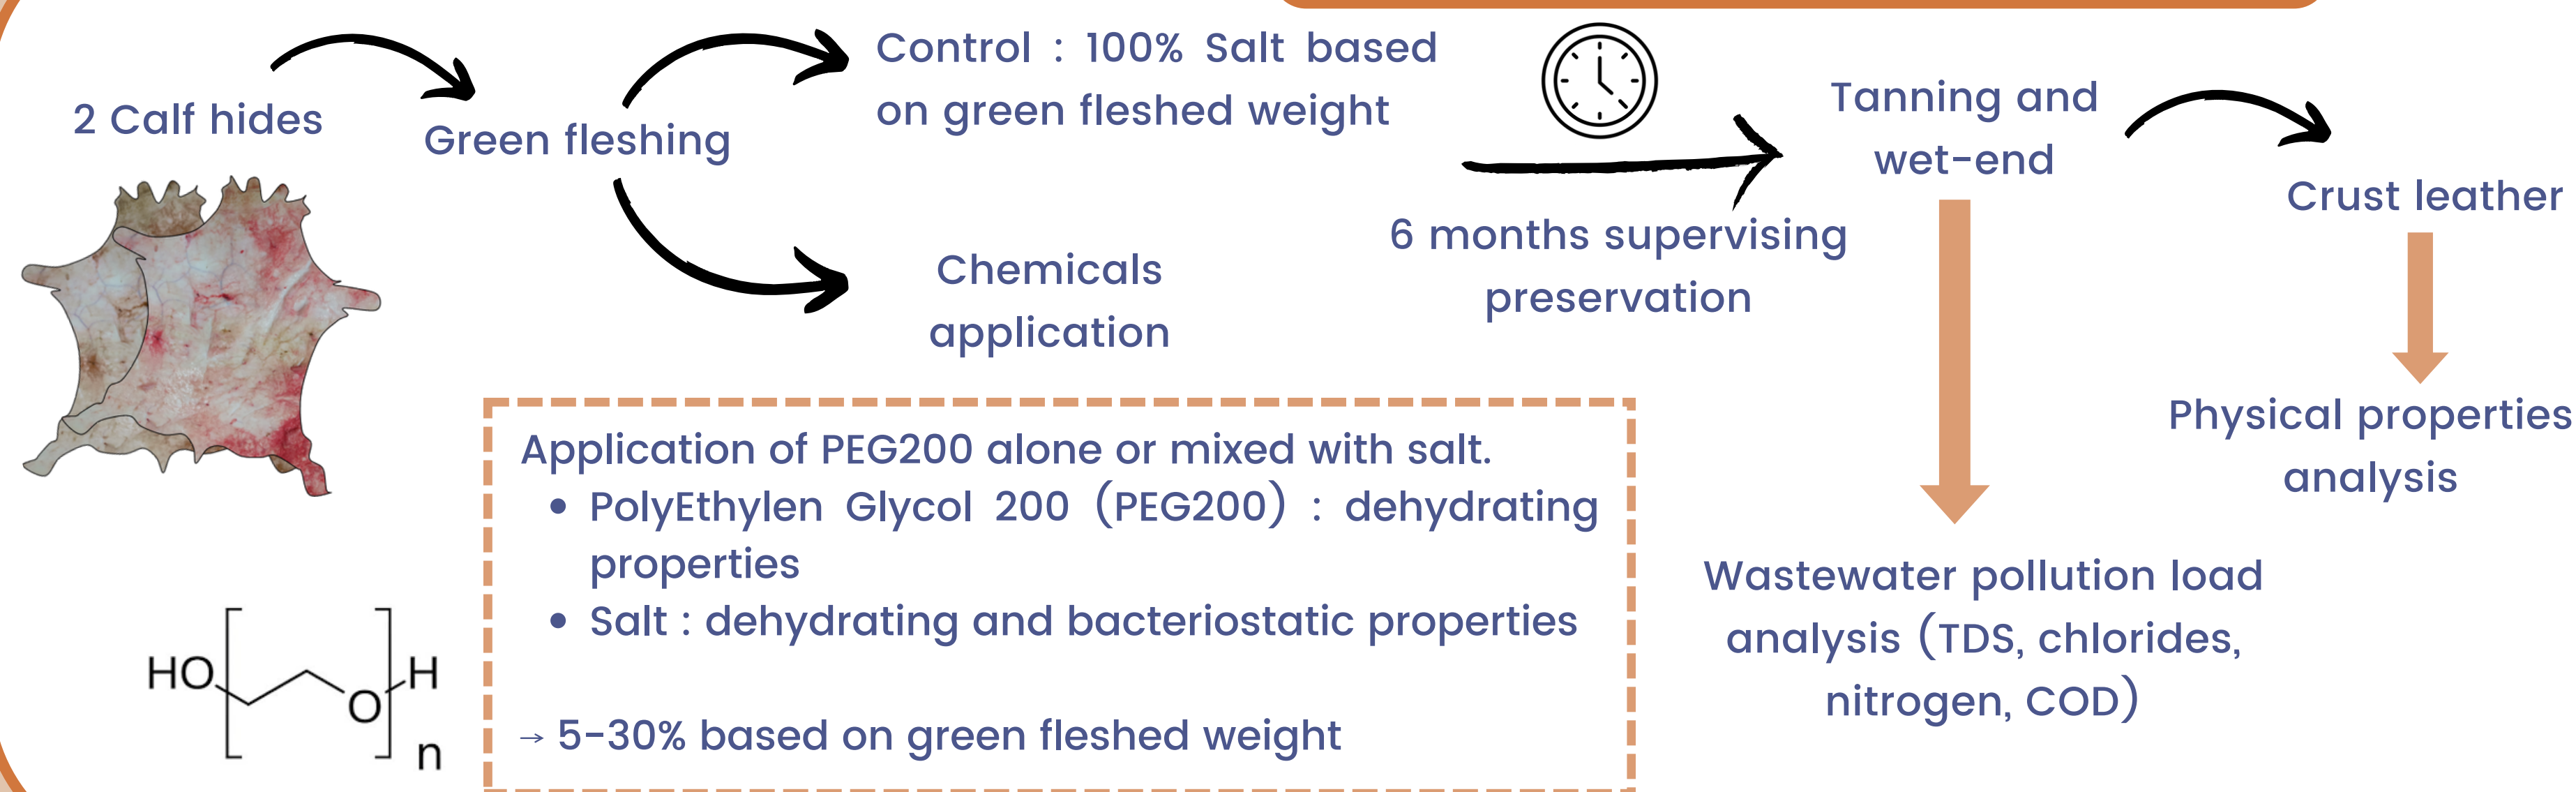 2 Calf hides
Green fleshing
Control : 100% Salt based
on green fleshed weight
Chemicals
application
6 months supervising
preservation
Tanning and
wet-end
Crust leather
Physical properties
analysis
Wastewater pollution load
analysis (TDS, chlorides,
nitrogen, COD)
Application of PEG200 alone or mixed with salt.
• PolyEthylen Glycol 200 (PEG200) : dehydrating
properties
• Salt : dehydrating and bacteriostatic properties
→ 5-30% based on green fleshed weight
HO
O
H
n